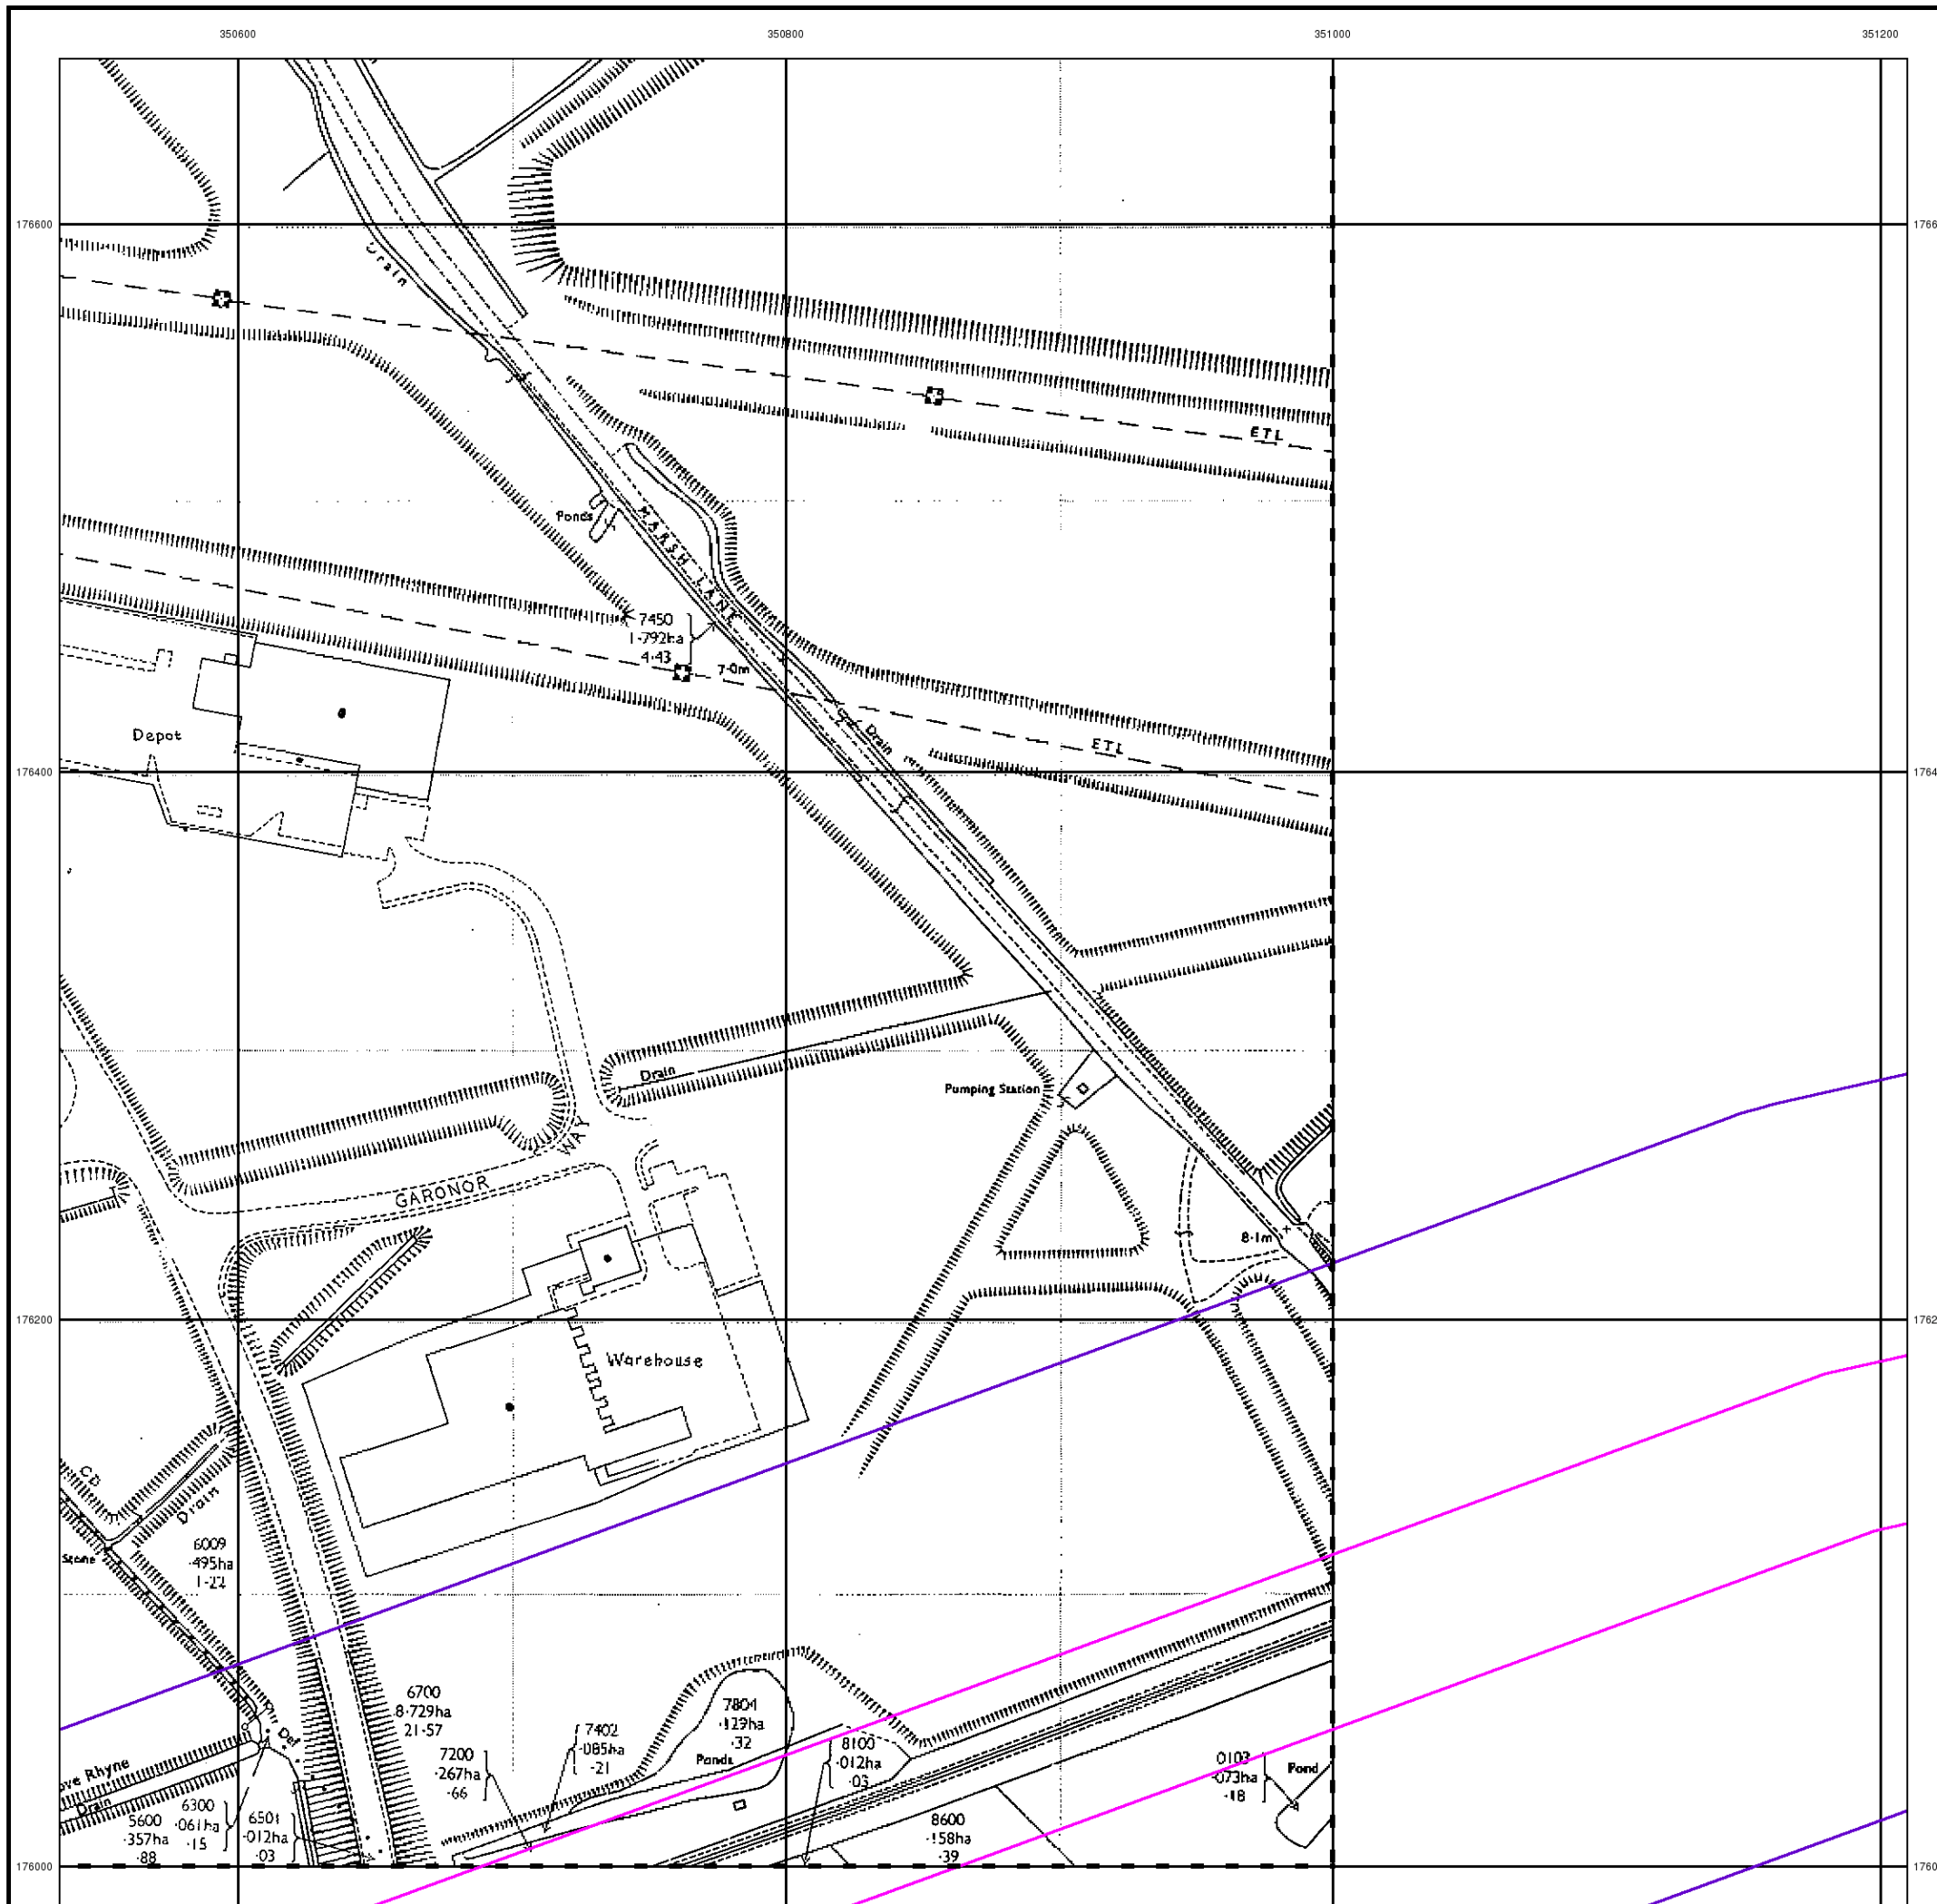 350600 350800 351000 351200
176600
Drain
ETL
Ponds
MARSH LANE
7450
1·792ha
4·43
7·0m
Depot
Drain
ETL
176400
Drain
Pumping Station
GARONOR WAY
8·1m
176200
Warehouse
CD
Drain
6009
·495ha
1·22
Stone
6700
8·729ha
21·57
7804
·129ha
·32
Def
7402
·085ha
·21
7200
·267ha
·66
Ponds
8100
·012ha
·03
0103
·073ha
·18
Pond
Rhyne
Drain
5600
·357ha
·88
6300
·061ha
·15
6501
·012ha
·03
8600
·158ha
·39
176000